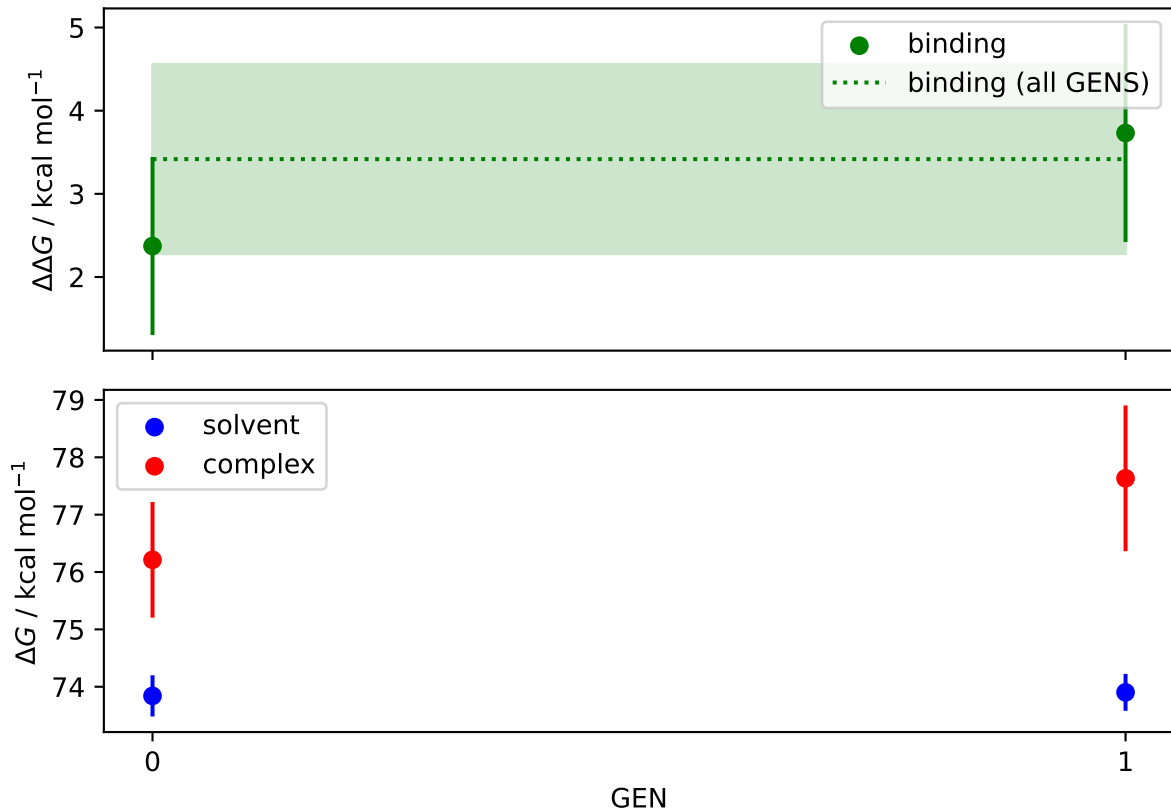 5
4
3
2
ΔΔG / kcal mol⁻¹
binding
binding (all GENS)
79
78
77
76
75
74
ΔG / kcal mol⁻¹
solvent
complex
0
1
GEN